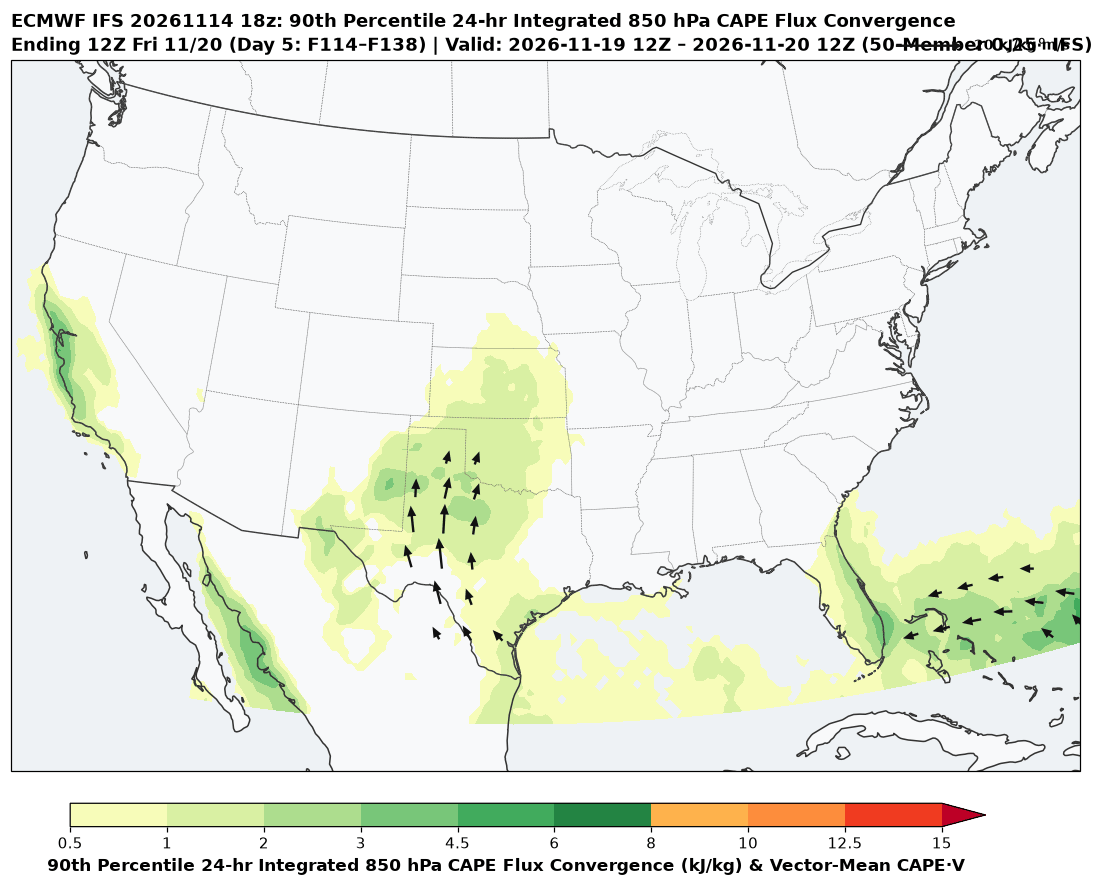 ECMWF IFS 20261114 18z: 90th Percentile 24-hr Integrated 850 hPa CAPE Flux Convergence
Ending 12Z Fri 11/20 (Day 5: F114–F138) | Valid: 2026-11-19 12Z – 2026-11-20 12Z (50-Member 0.25° IFS)
0.5 1 2 3 4.5 6 8 10 12.5 15
90th Percentile 24-hr Integrated 850 hPa CAPE Flux Convergence (kJ/kg) & Vector-Mean CAPE·V